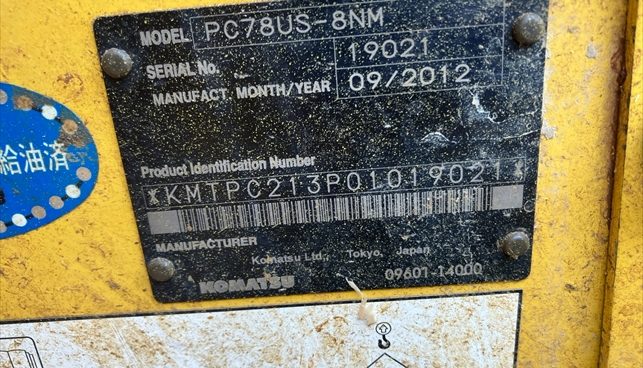 MODEL PC78US-8NM
SERIAL No. 19021
MANUFACT MONTH/YEAR 09/2012
給油済
Product Identification Number
*KMTPC213P01019021*
MANUFACTURER
Komatsu Ltd., Tokyo, Japan
KOMATSU 09601-14000